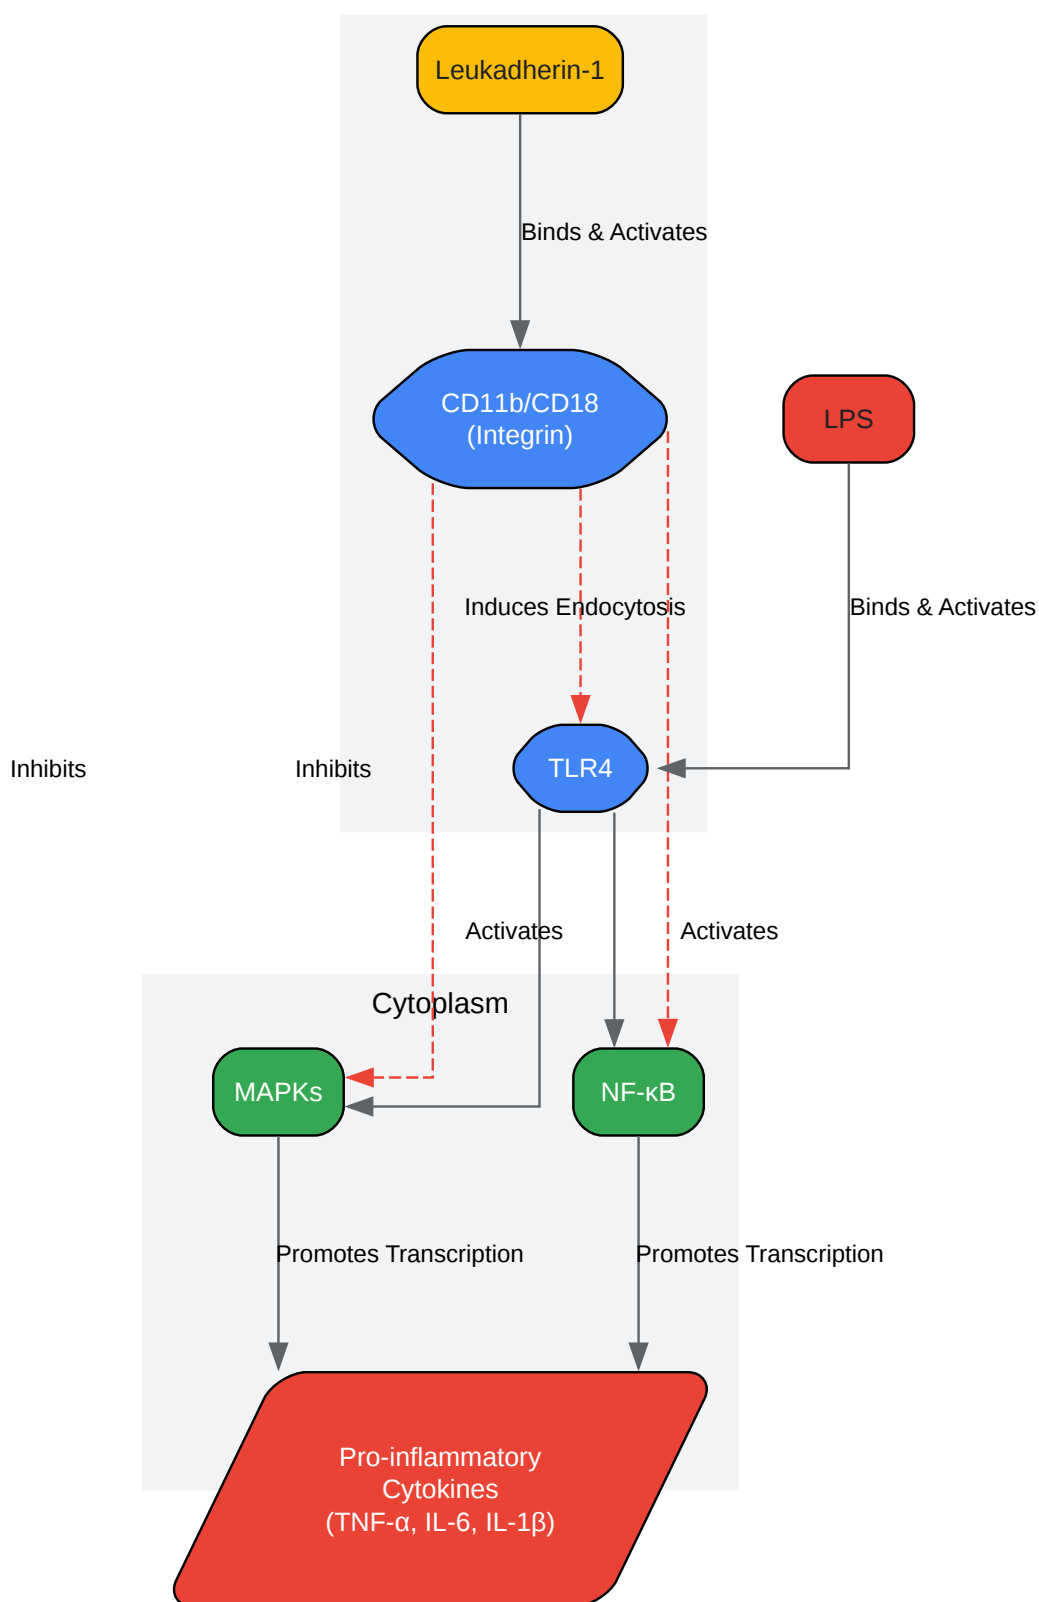 Leukadherin-1
Binds & Activates
CD11b/CD18
(Integrin)
LPS
Induces Endocytosis
Binds & Activates
Inhibits
Inhibits
TLR4
Activates
Activates
Cytoplasm
MAPKs
NF-κB
Promotes Transcription
Promotes Transcription
Pro-inflammatory
Cytokines
(TNF-α, IL-6, IL-1β)